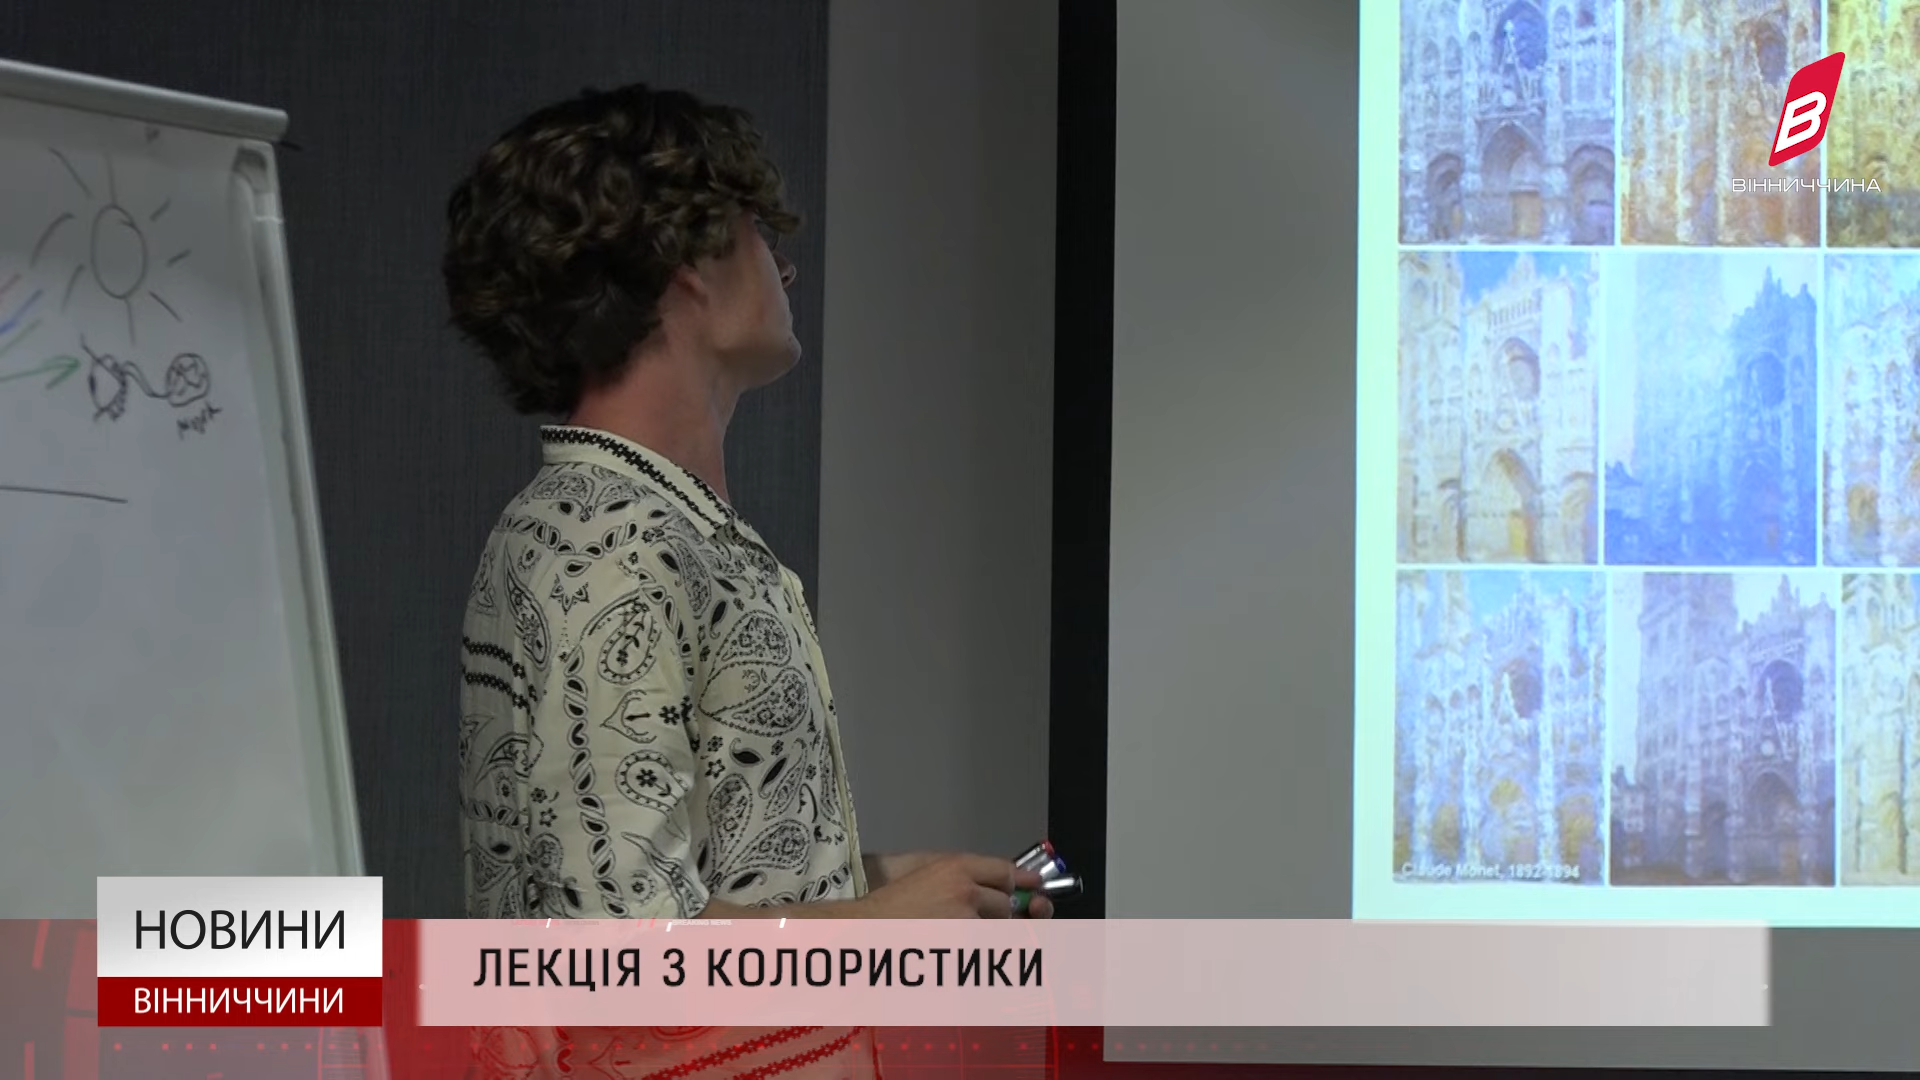 В
ВІННИЧЧИНА
Claude Monet, 1892-1894
НОВИНИ
ВІННИЧЧИНИ
ЛЕКЦІЯ З КОЛОРИСТИКИ